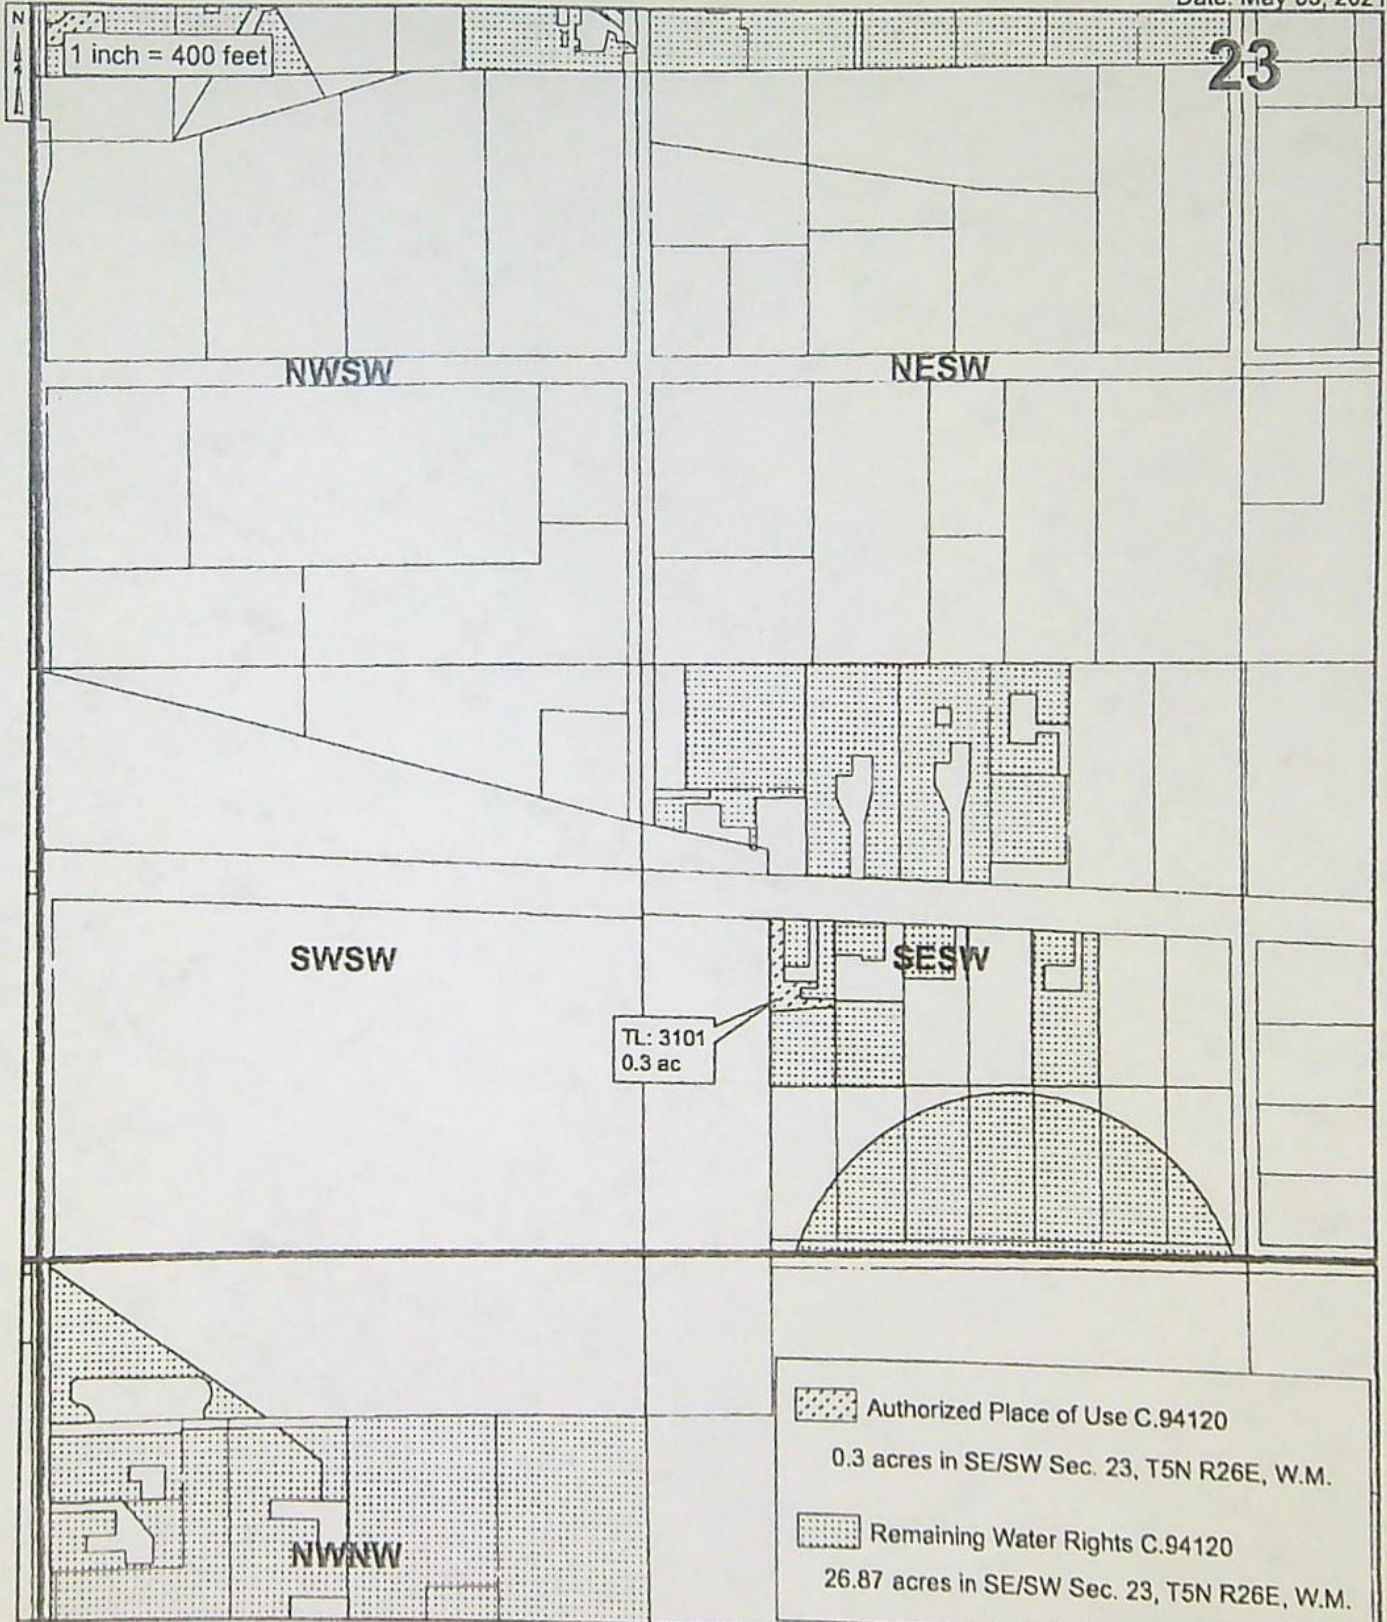 N
1 inch = 400 feet
23
NWSW
NESW
SWSW
SESW
TL: 3101
0.3 ac
Authorized Place of Use C.94120
0.3 acres in SE/SW Sec. 23, T5N R26E, W.M.
Remaining Water Rights C.94120
26.87 acres in SE/SW Sec. 23, T5N R26E, W.M.
NWNW